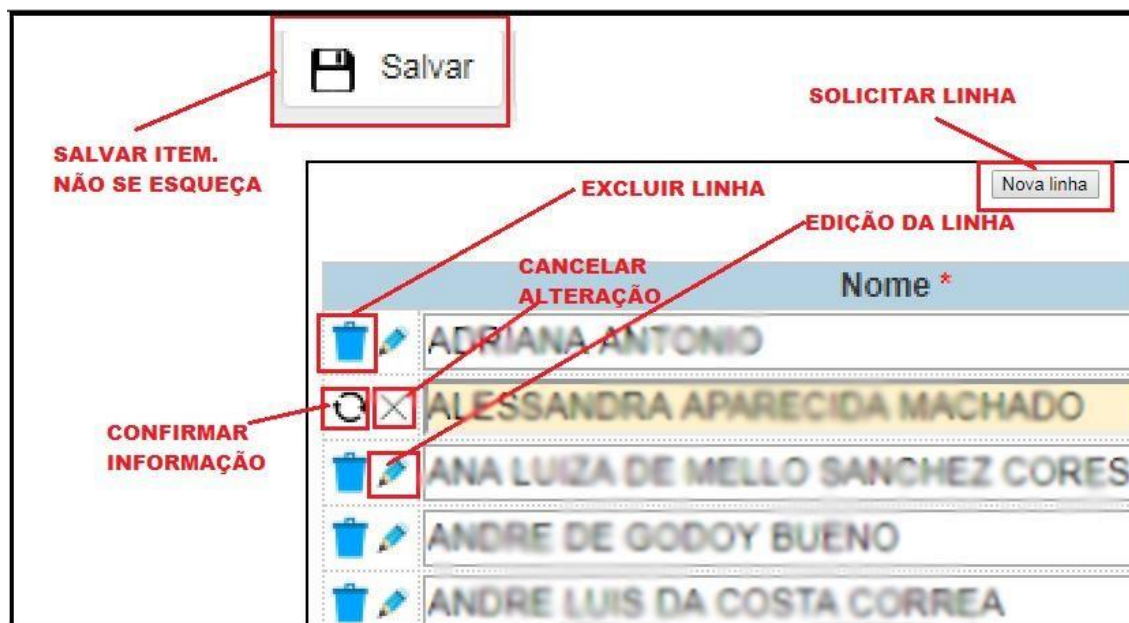 Salvar
SOLICITAR LINHA
SALVAR ITEM.
NÃO SE ESQUEÇA
EXCLUIR LINHA
Nova linha
EDIÇÃO DA LINHA
CANCELAR
ALTERAÇÃO
Nome *
ADRIANA ANTONIO
ALESSANDRA APARECIDA MACHADO
CONFIRMAR
INFORMAÇÃO
ANA LUIZA DE MELLO SANCHEZ CORES
ANDRE DE GODOY BUENO
ANDRE LUIS DA COSTA CORREA